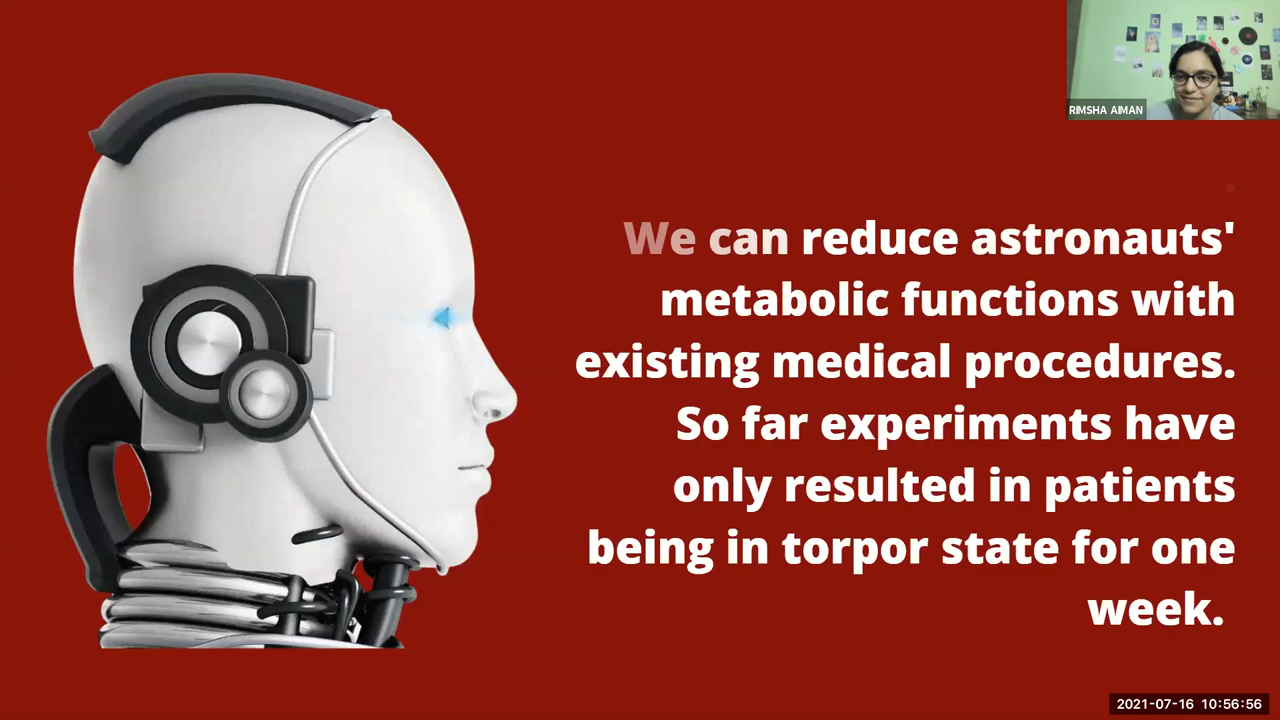 RIMSHA AIMAN
We can reduce astronauts'
metabolic functions with
existing medical procedures.
So far experiments have
only resulted in patients
being in torpor state for one
week.
2021-07-16 10:56:56